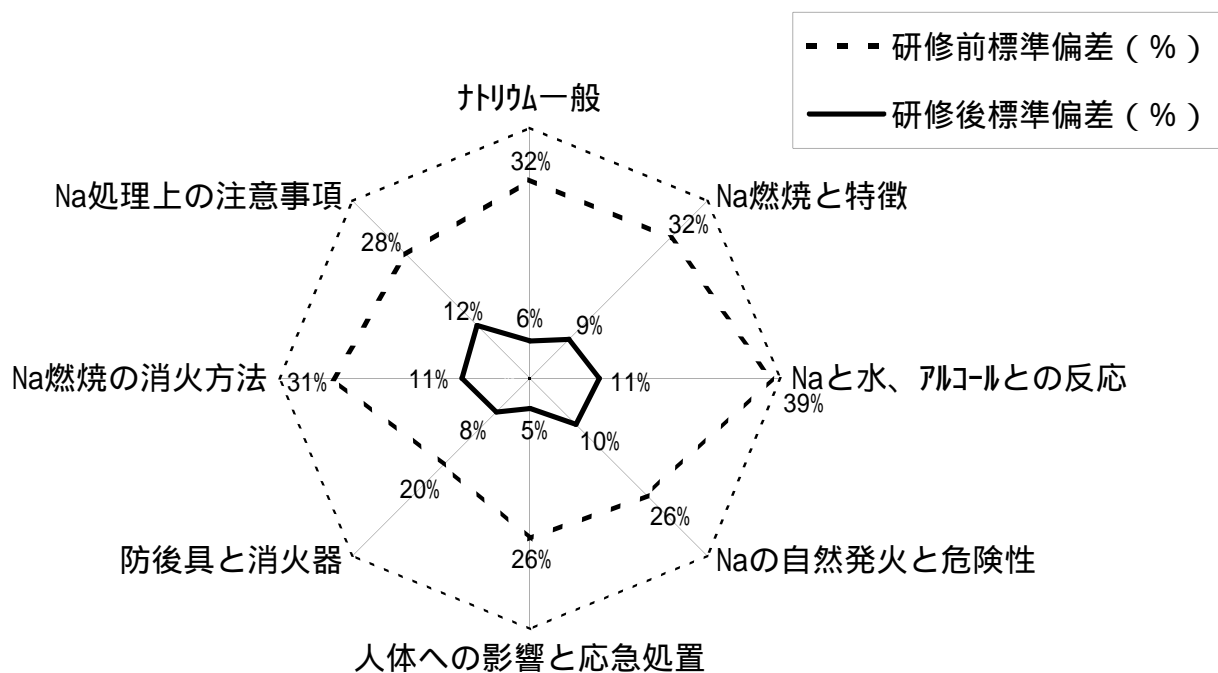 研修前標準偏差（%）
研修後標準偏差（%）
ﾅﾄﾘｳﾑ一般
32%
Na処理上の注意事項
Na燃焼と特徴
28%
32%
12%
6%
9%
Na燃焼の消火方法
31%
11%
11%
Naと水、ｱﾙｺｰﾙとの反応
39%
8%
5%
10%
20%
26%
26%
防後具と消火器
Naの自然発火と危険性
人体への影響と応急処置